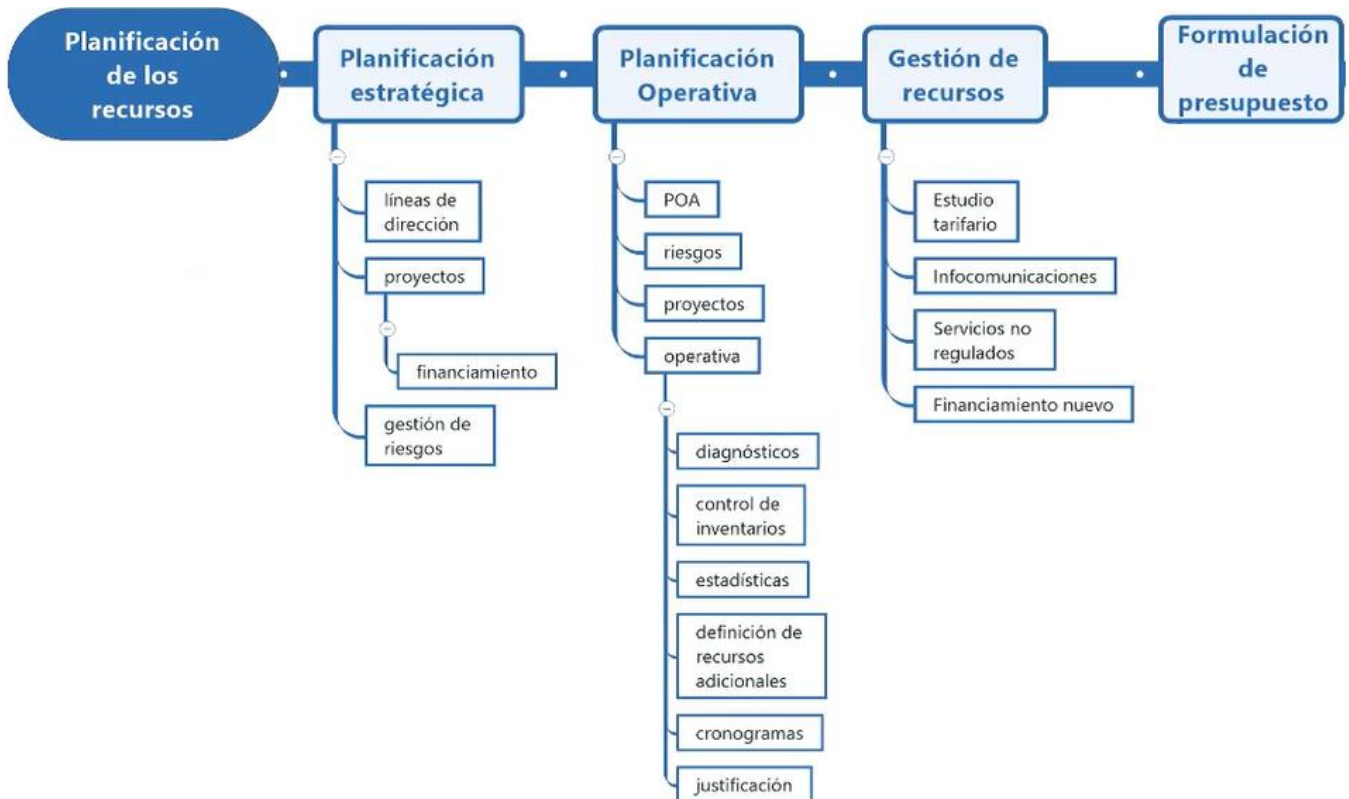 Planificación
de los
recursos
Planificación
estratégica
Planificación
Operativa
Gestión de
recursos
Formulación
de
presupuesto
líneas de
dirección
proyectos
financiamiento
gestión de
riesgos
POA
riesgos
proyectos
operativa
diagnósticos
control de
inventarios
estadísticas
definición de
recursos
adicionales
cronogramas
justificación
Estudio
tarifario
Infocomunicaciones
Servicios no
regulados
Financiamiento nuevo